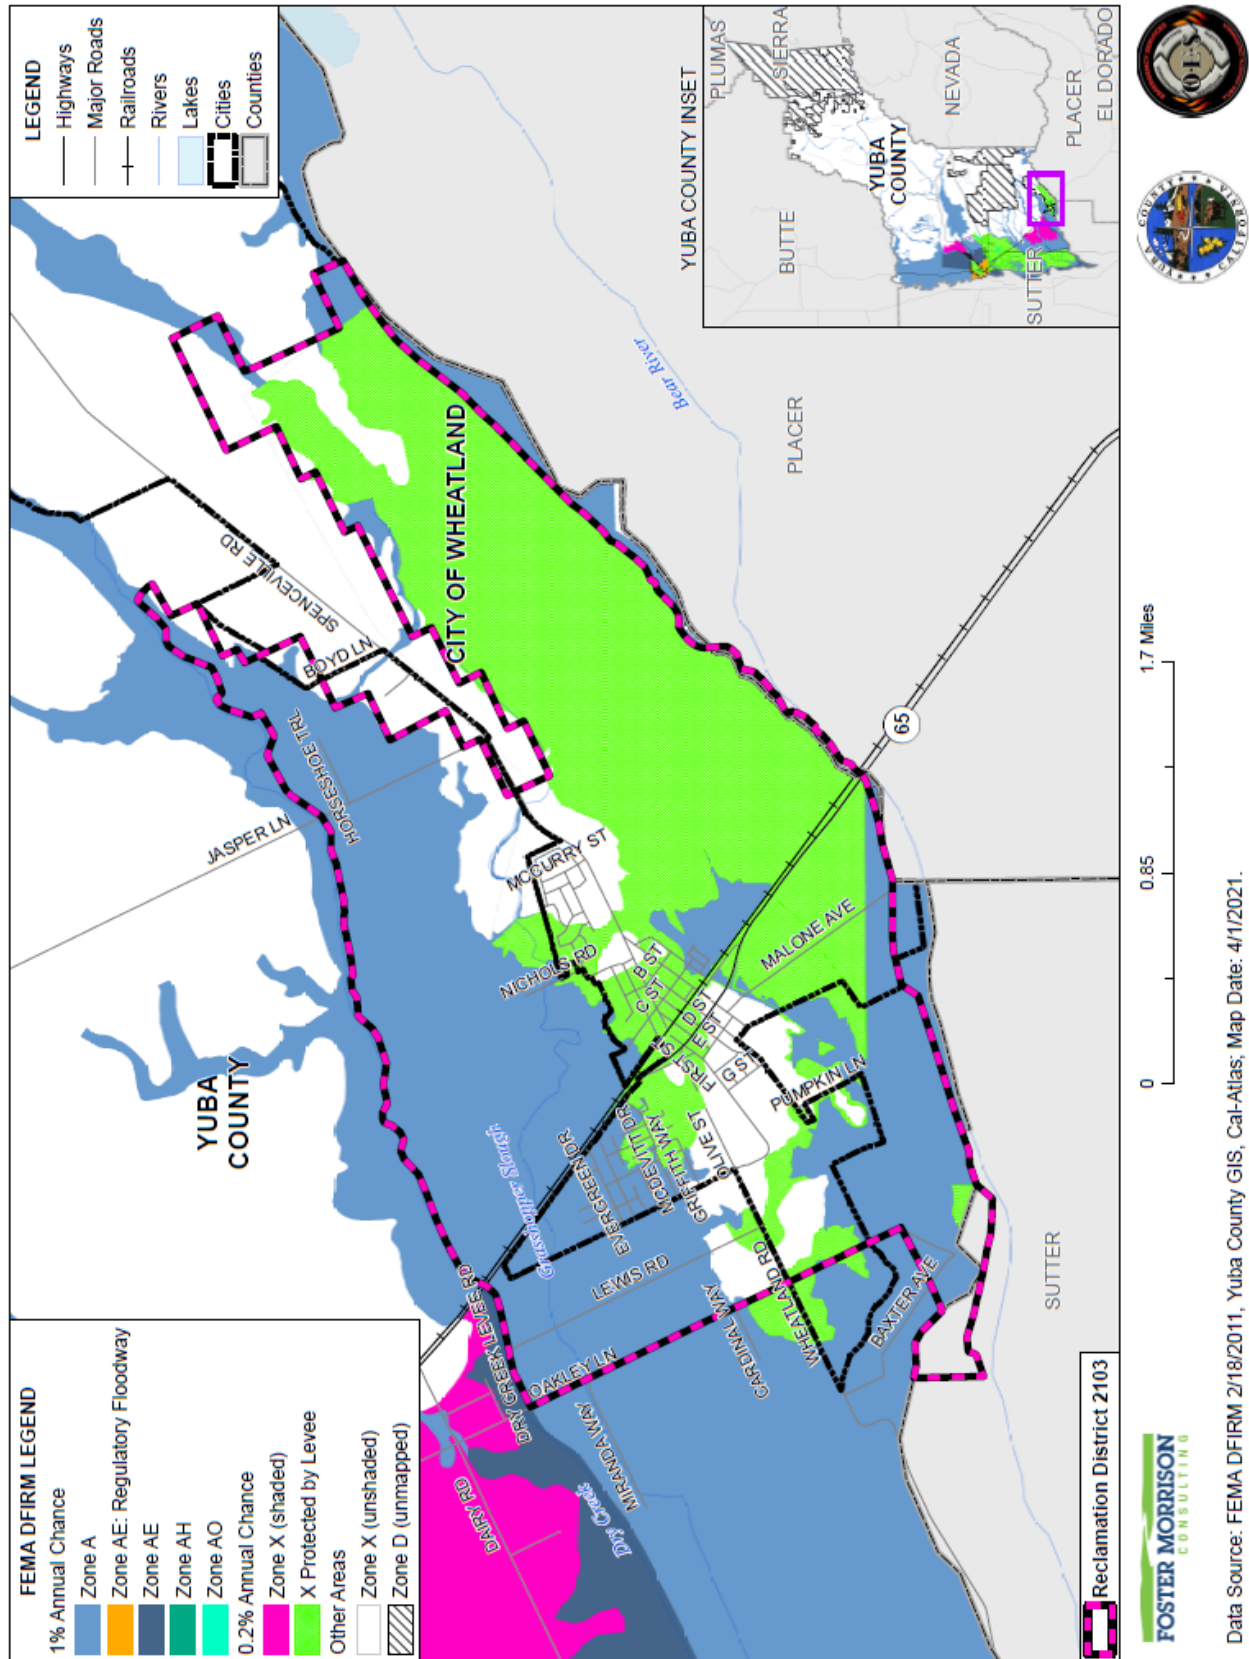 FEMA DFIRM LEGEND
1% Annual Chance
Zone A
Zone AE: Regulatory Floodway
Zone AE
Zone AH
Zone AO
0.2% Annual Chance
Zone X (shaded)
X Protected by Levee
Other Areas
Zone X (unshaded)
Zone D (unmapped)
LEGEND
Highways
Major Roads
Railroads
Rivers
Lakes
Cities
Counties
YUBA
COUNTY
JASPER LN
HORSESHOE TRL
BOYD LN
SPENCEVILLE RD
CITY OF WHEATLAND
MCCURRY ST
NICHOLS RD
B ST
C ST
D ST
E ST
FIRST ST
G ST
MALONE AVE
PUMPKIN LN
OLIVE ST
GRIFFITH WAY
MCDEVITT DR
EVERGREEN DR
Grasshopper Slough
LEWIS RD
DRY CREEK LEVEE RD
OAKLEY LN
CARDINAL WAY
WHEATLAND RD
BAXTER AVE
MIRANDA WAY
DAIRY RD
Dry Creek
Bear River
PLACER
65
SUTTER
YUBA COUNTY INSET
PLUMAS
SIERRA
BUTTE
YUBA
COUNTY
NEVADA
PLACER
EL DORADO
SUTTER
Reclamation District 2103
0
0.85
1.7 Miles
FOSTER MORRISON
CONSULTING
YUBA COUNTY
CALIFORNIA
O·E·S
Data Source: FEMA DFIRM 2/18/2011, Yuba County GIS, Cal-Atlas; Map Date: 4/1/2021.